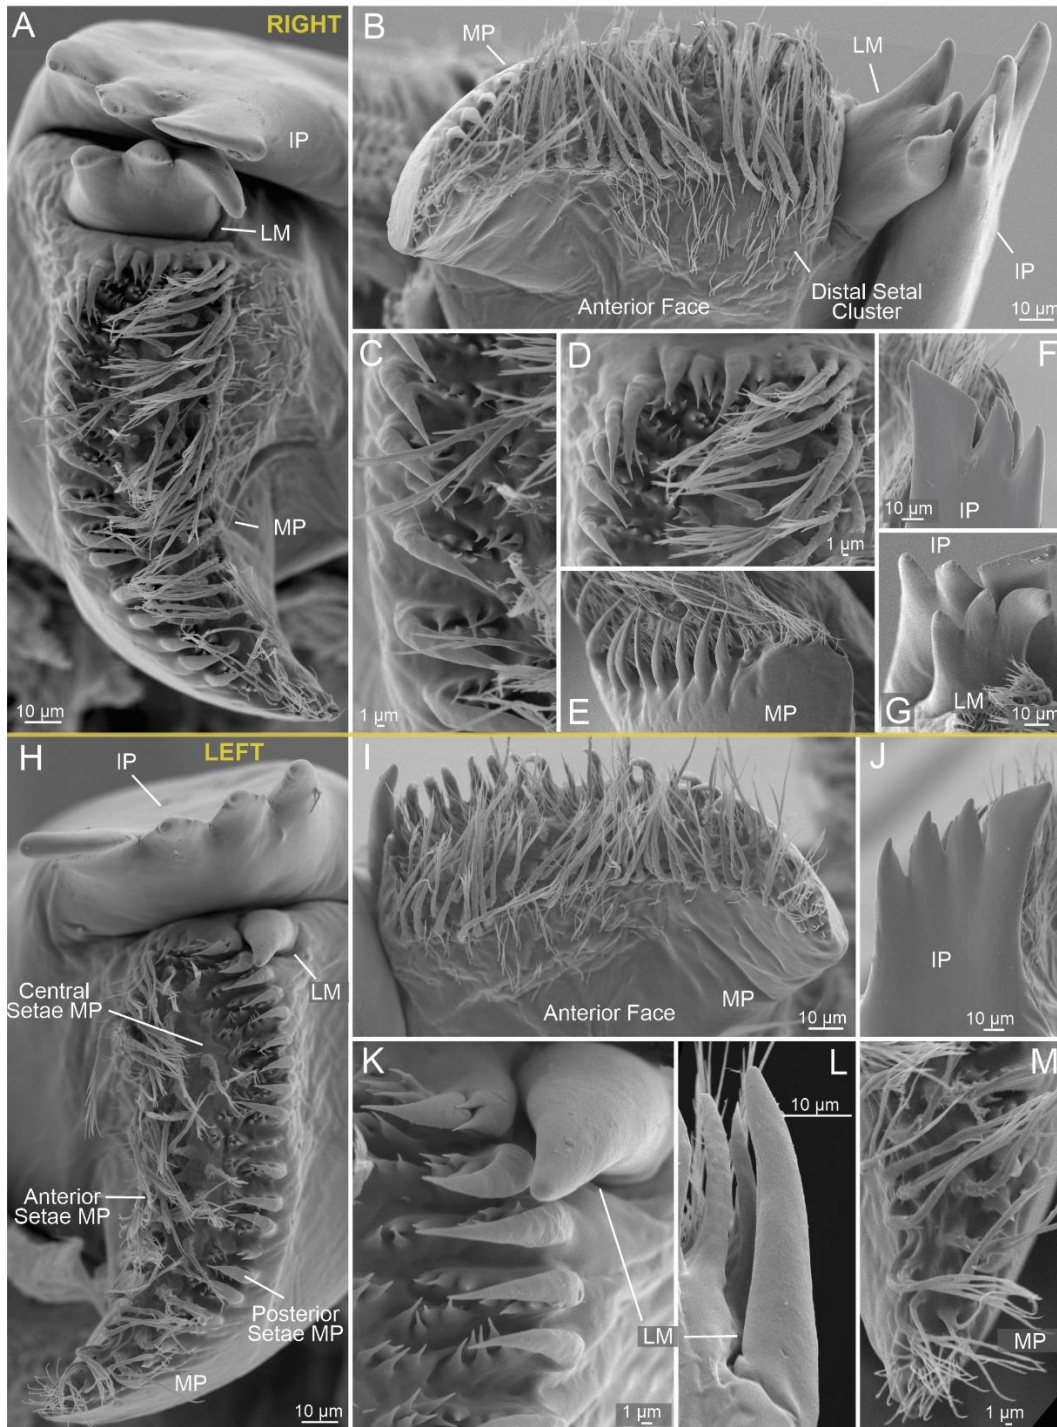 A
RIGHT
IP
LM
MP
10 µm
B
MP
LM
IP
Distal Setal
Cluster
Anterior Face
10 µm
C
1 µm
D
1 µm
E
MP
F
10 µm
IP
IP
LM
G
10 µm
H
LEFT
IP
LM
Central
Setae MP
Anterior
Setae MP
Posterior
Setae MP
MP
10 µm
I
Anterior Face
MP
10 µm
J
IP
10 µm
K
LM
1 µm
L
10 µm
M
MP
1 µm